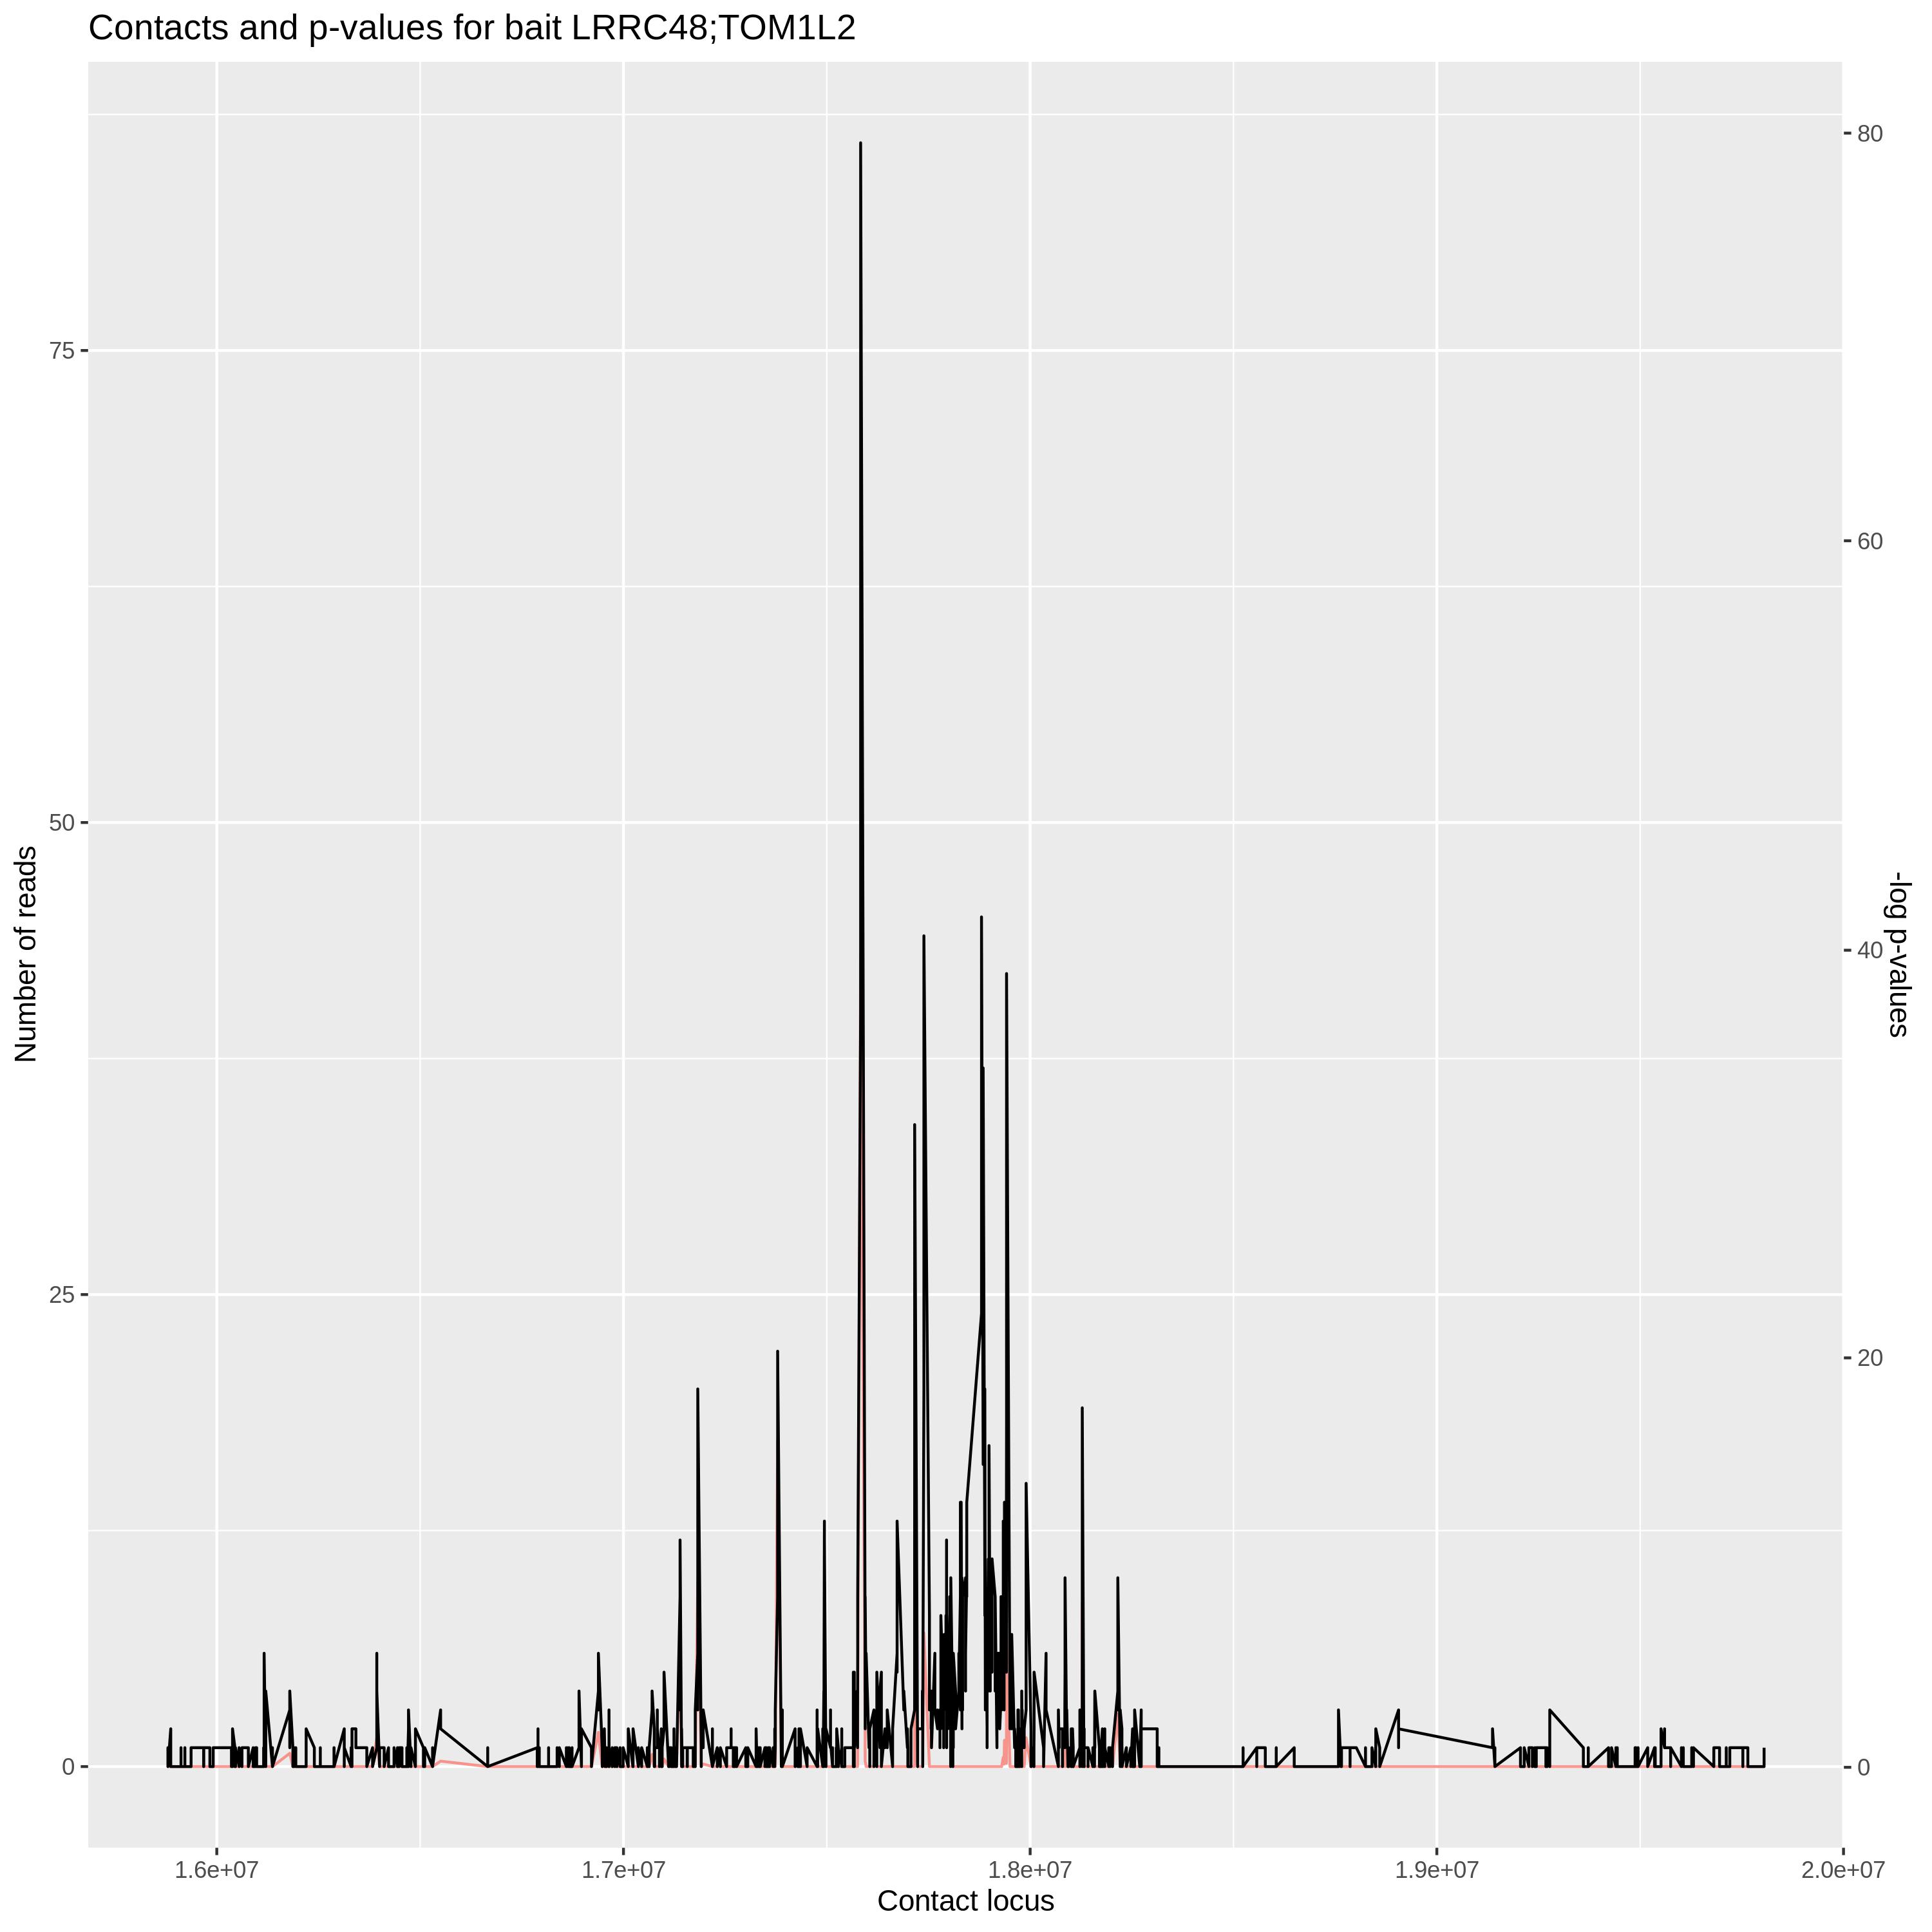 Contacts and p-values for bait LRRC48;TOM1L2
Number of reads
75
50
25
0
80
60
40
20
0
-log p-values
1.6e+07
1.7e+07
1.8e+07
1.9e+07
2.0e+07
Contact locus